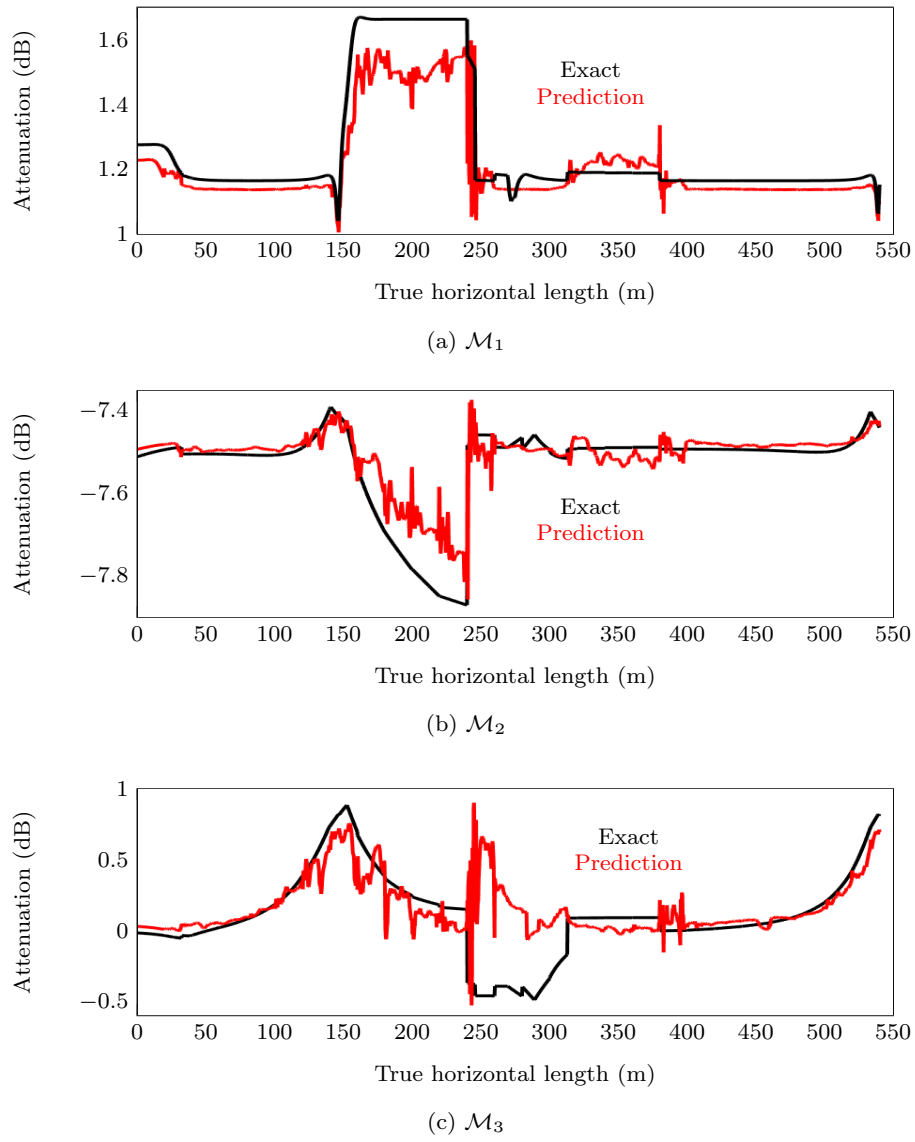 1.6
1.4
1.2
1
Attenuation (dB)
Exact
Prediction
0 50 100 150 200 250 300 350 400 450 500 550
True horizontal length (m)
(a) M₁
−7.4
−7.6
−7.8
Attenuation (dB)
Exact
Prediction
0 50 100 150 200 250 300 350 400 450 500 550
True horizontal length (m)
(b) M₂
1
0.5
0
−0.5
Attenuation (dB)
Exact
Prediction
0 50 100 150 200 250 300 350 400 450 500 550
True horizontal length (m)
(c) M₃